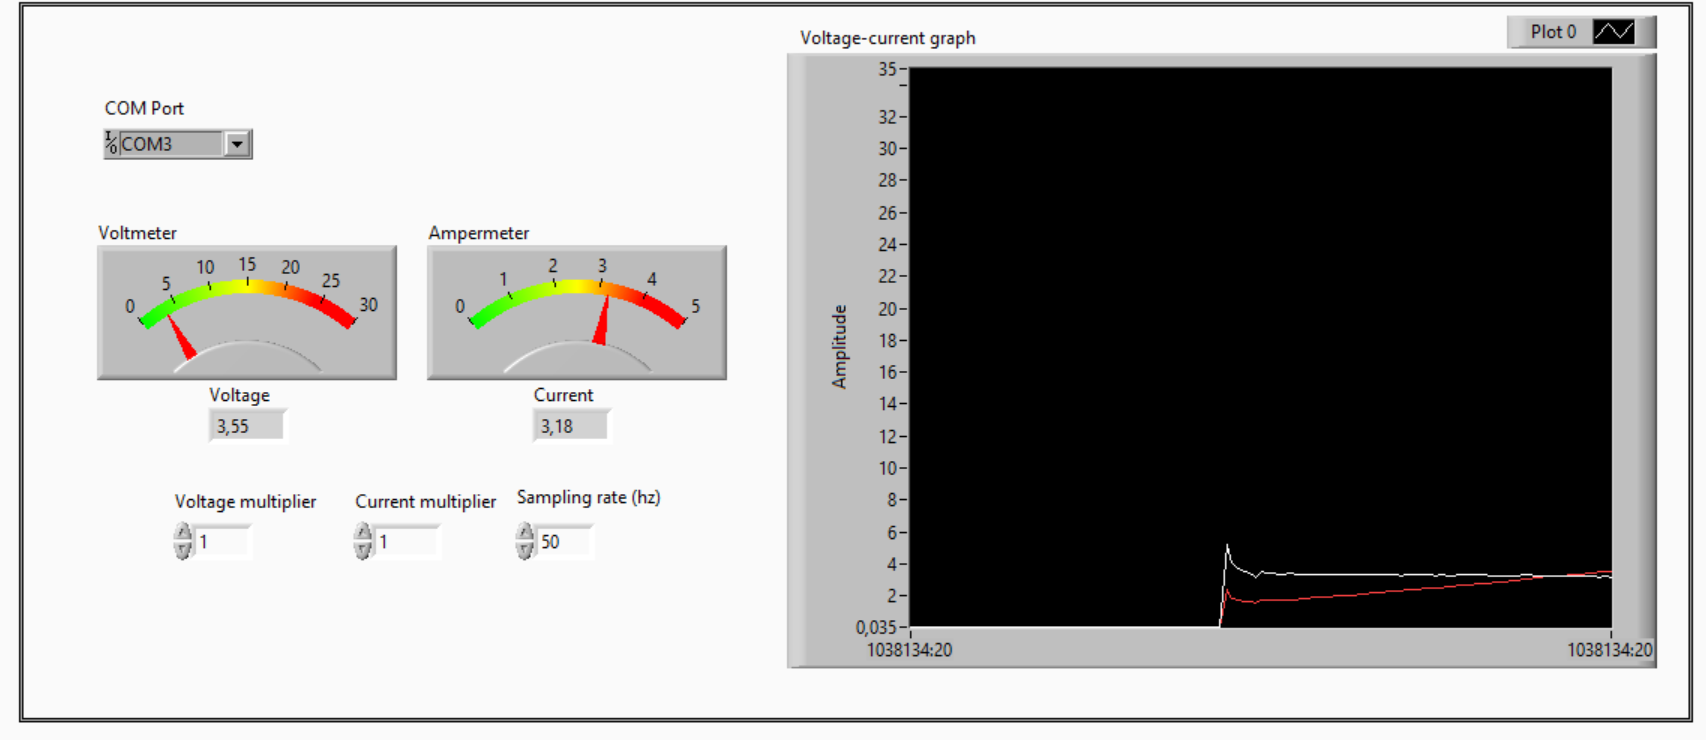 COM Port
I/O COM3
Voltmeter
0 5 10 15 20 25 30
Voltage
3,55
Ampermeter
0 1 2 3 4 5
Current
3,18
Voltage multiplier
1
Current multiplier
1
Sampling rate (hz)
50
Voltage-current graph
Plot 0
Amplitude
35
32
30
28
26
24
22
20
18
16
14
12
10
8
6
4
2
0,035
1038134:20 1038134:20